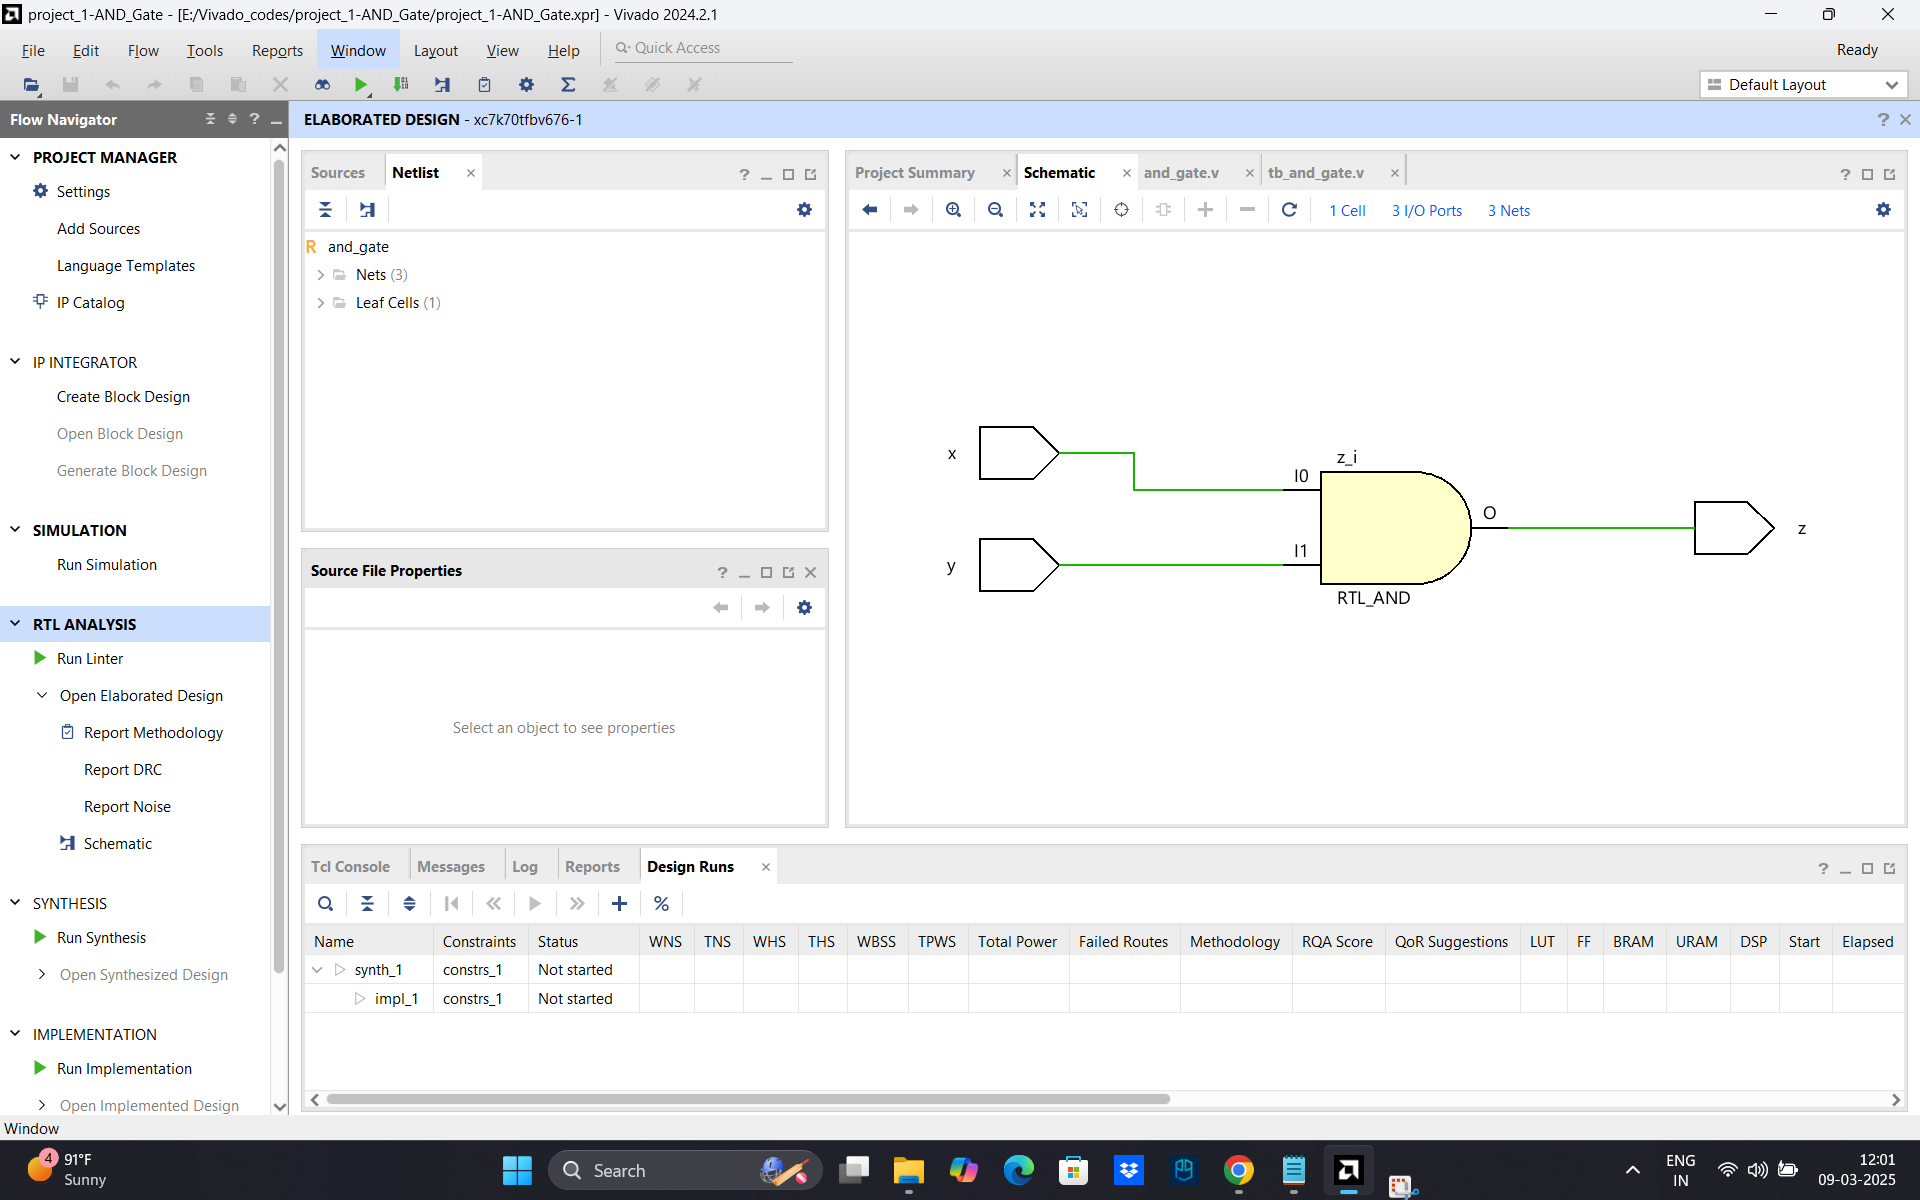 project_1-AND_Gate - [E:/Vivado_codes/project_1-AND_Gate/project_1-AND_Gate.xpr] - Vivado 2024.2.1
File Edit Flow Tools Reports Window Layout View Help Quick Access Ready
Default Layout
Flow Navigator ?
PROJECT MANAGER
Settings
Add Sources
Language Templates
IP Catalog
IP INTEGRATOR
Create Block Design
Open Block Design
Generate Block Design
SIMULATION
Run Simulation
RTL ANALYSIS
Run Linter
Open Elaborated Design
Report Methodology
Report DRC
Report Noise
Schematic
SYNTHESIS
Run Synthesis
Open Synthesized Design
IMPLEMENTATION
Run Implementation
Open Implemented Design
ELABORATED DESIGN - xc7k70tfbv676-1 ?
Sources Netlist ?
R and_gate
Nets (3)
Leaf Cells (1)
Source File Properties ?
Select an object to see properties
Project Summary Schematic and_gate.v tb_and_gate.v ?
1 Cell 3 I/O Ports 3 Nets
x
y
z_i
I0
I1
O
RTL_AND
z
Tcl Console Messages Log Reports Design Runs ?
%
Name Constraints Status WNS TNS WHS THS WBSS TPWS Total Power Failed Routes Methodology RQA Score QoR Suggestions LUT FF BRAM URAM DSP Start Elapsed
synth_1 constrs_1 Not started
impl_1 constrs_1 Not started
Window
4
91°F
Sunny
Search
ENG
IN
12:01
09-03-2025